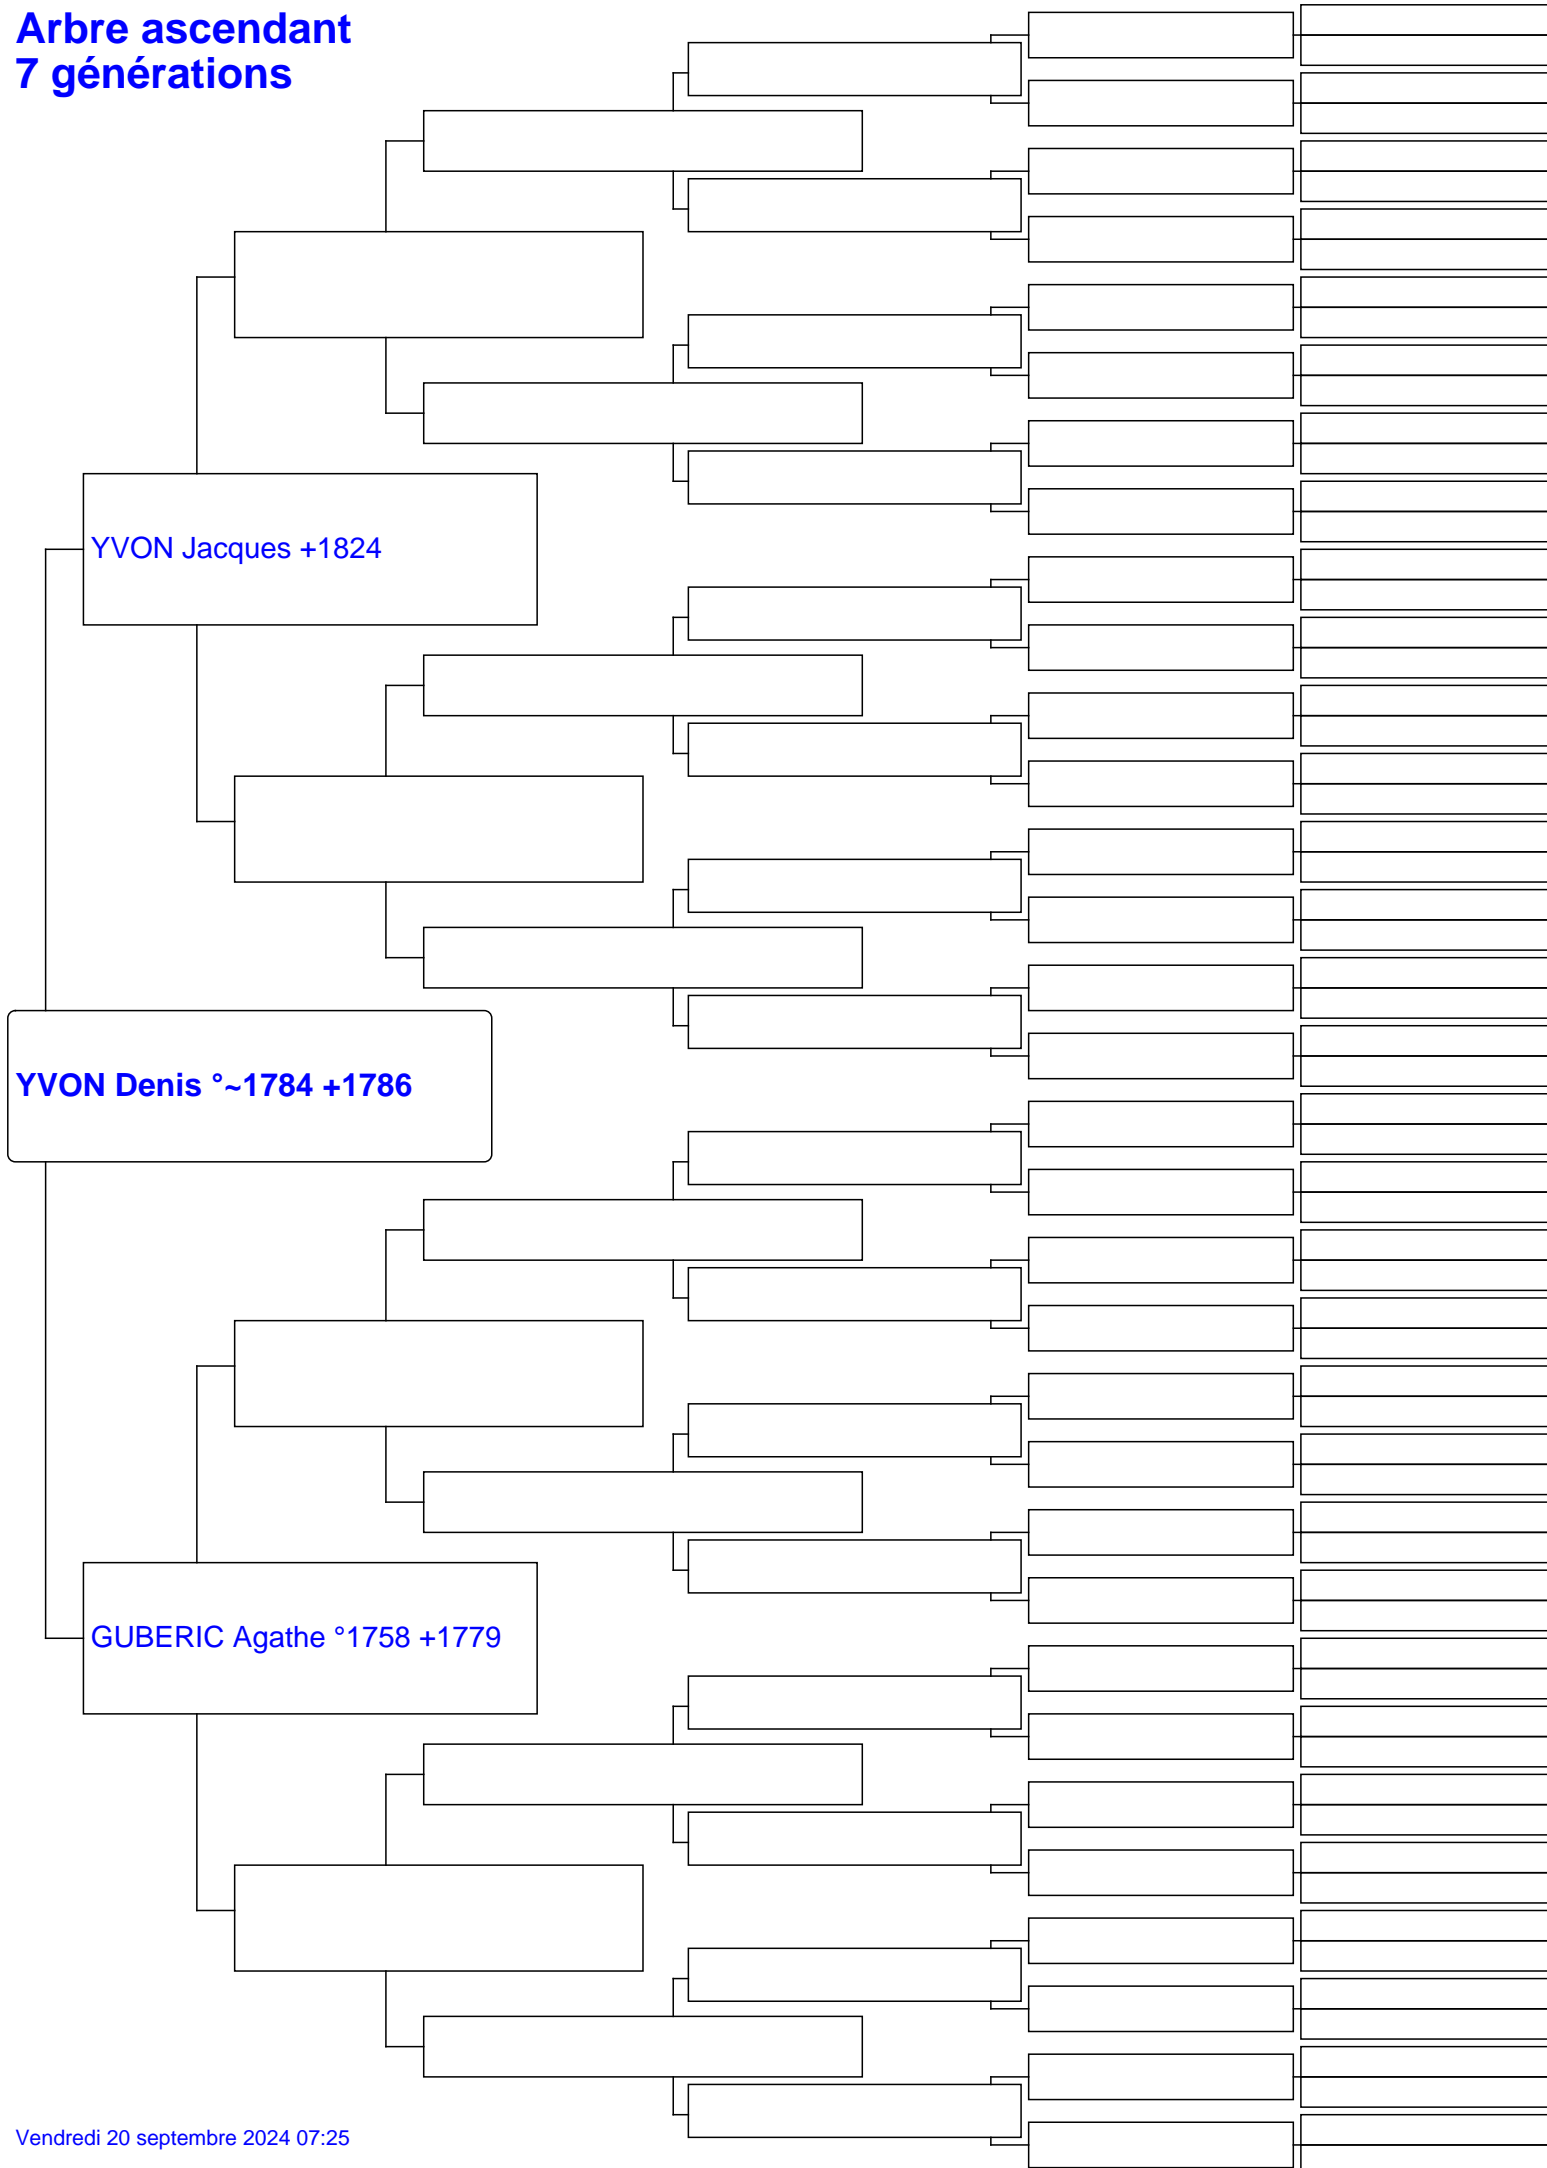 Arbre ascendant
7 générations
YVON Jacques +1824
YVON Denis °~1784 +1786
GUBERIC Agathe °1758 +1779
Vendredi 20 septembre 2024 07:25